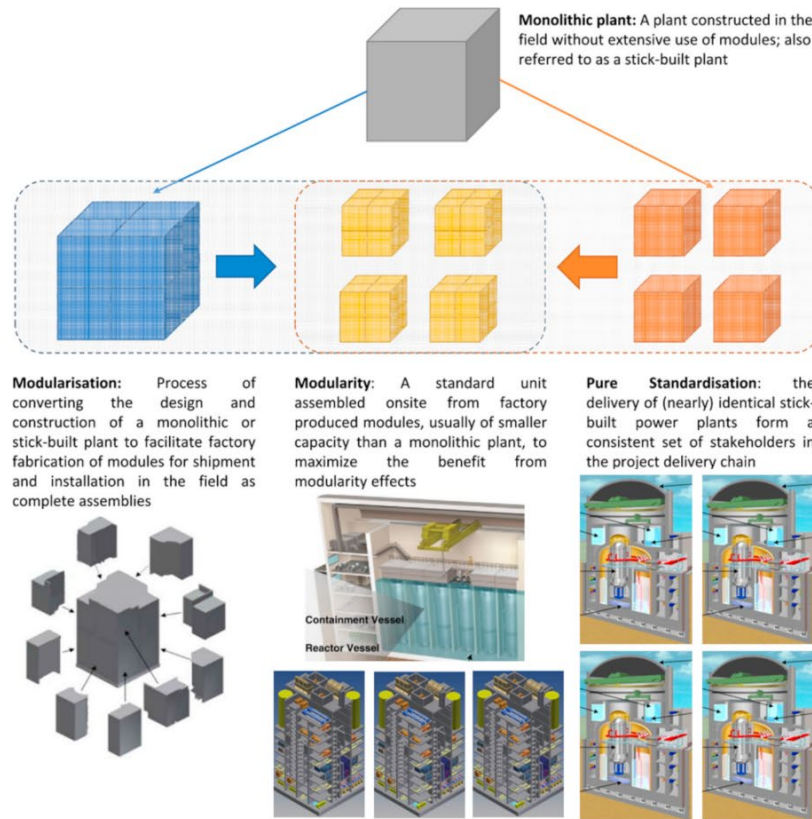 Monolithic plant: A plant constructed in the
field without extensive use of modules; also
referred to as a stick-built plant
Modularisation: Process of
converting the design and
construction of a monolithic or
stick-built plant to facilitate factory
fabrication of modules for shipment
and installation in the field as
complete assemblies
Modularity: A standard unit
assembled onsite from factory
produced modules, usually of smaller
capacity than a monolithic plant, to
maximize the benefit from
modularity effects
Containment Vessel
Reactor Vessel
Pure Standardisation: the
delivery of (nearly) identical stick-
built power plants form a
consistent set of stakeholders in
the project delivery chain